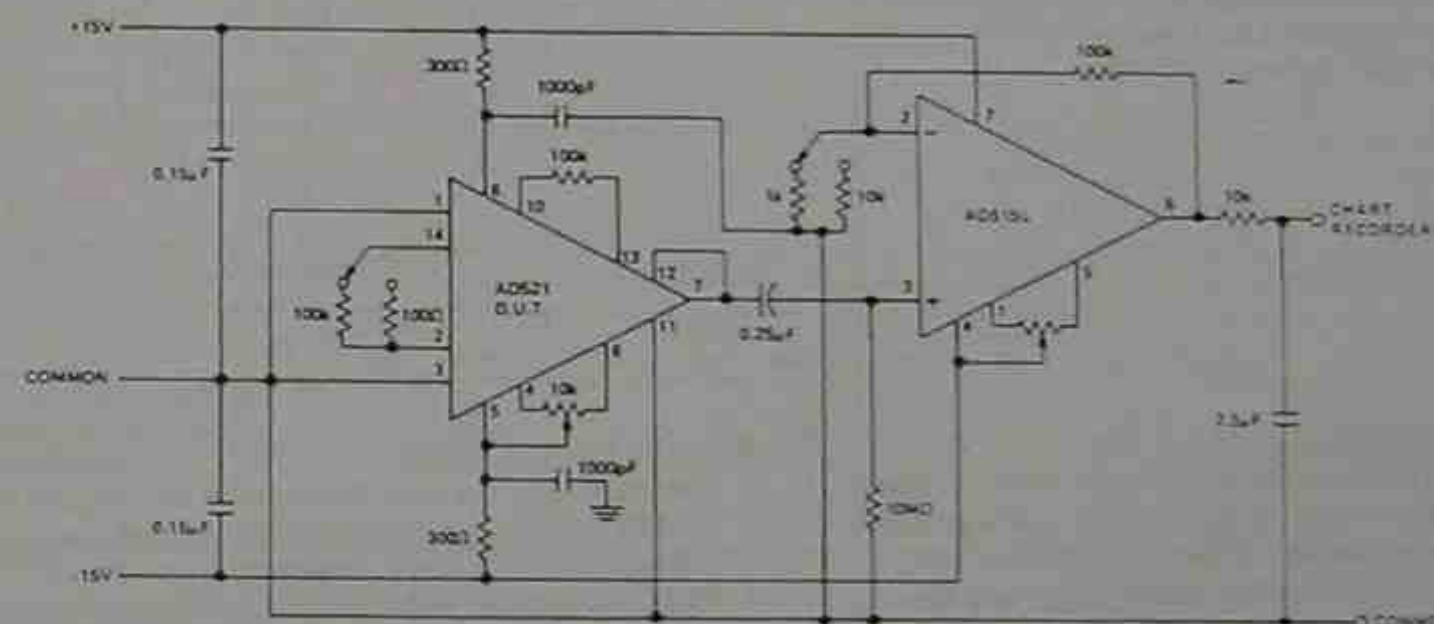 +15V
300Ω
1000pF
100k
0.15µF
1
14
8
10
100k
13
12
7
11
AD521
D.U.T.
100k
100Ω
2
3
COMMON
5
4
10k
6
1000pF
300Ω
0.15µF
-15V
0.25µF
1k
10k
2
-
7
3
+
6
4
1
5
10k
CHART
RECORDER
10MΩ